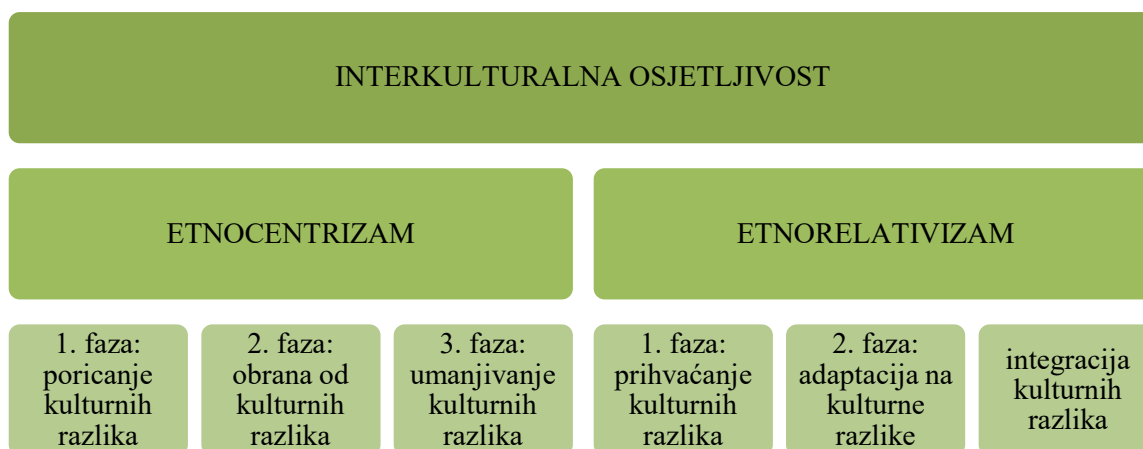 INTERKULTURALNA OSJETLJIVOST
ETNOCENTRIZAM
ETNORELATIVIZAM
1. faza:
poricanje
kulturnih
razlika
2. faza:
obrana od
kulturnih
razlika
3. faza:
umanjivanje
kulturnih
razlika
1. faza:
prihvaćanje
kulturnih
razlika
2. faza:
adaptacija na
kulturne
razlike
integracija
kulturnih
razlika